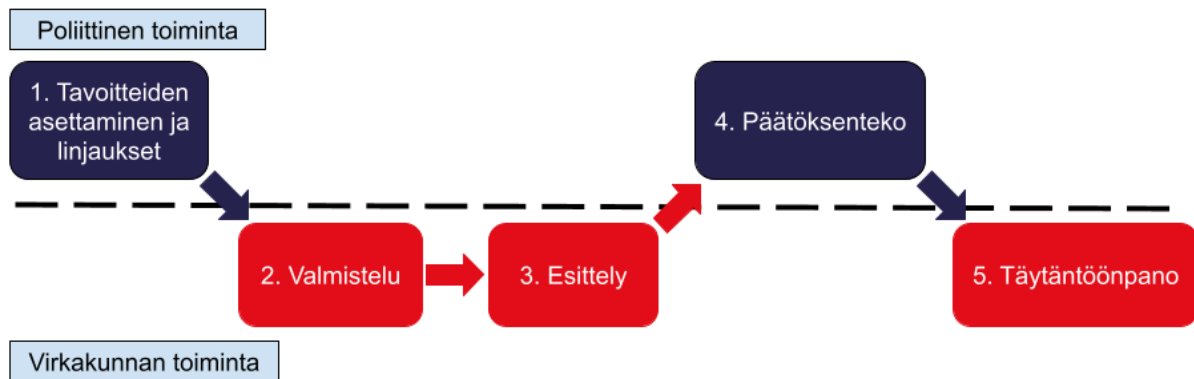 Poliittinen toiminta
1. Tavoitteiden
asettaminen ja
linjaukset
4. Päätöksenteko
2. Valmistelu
3. Esittely
5. Täytäntöönpano
Virkakunnan toiminta